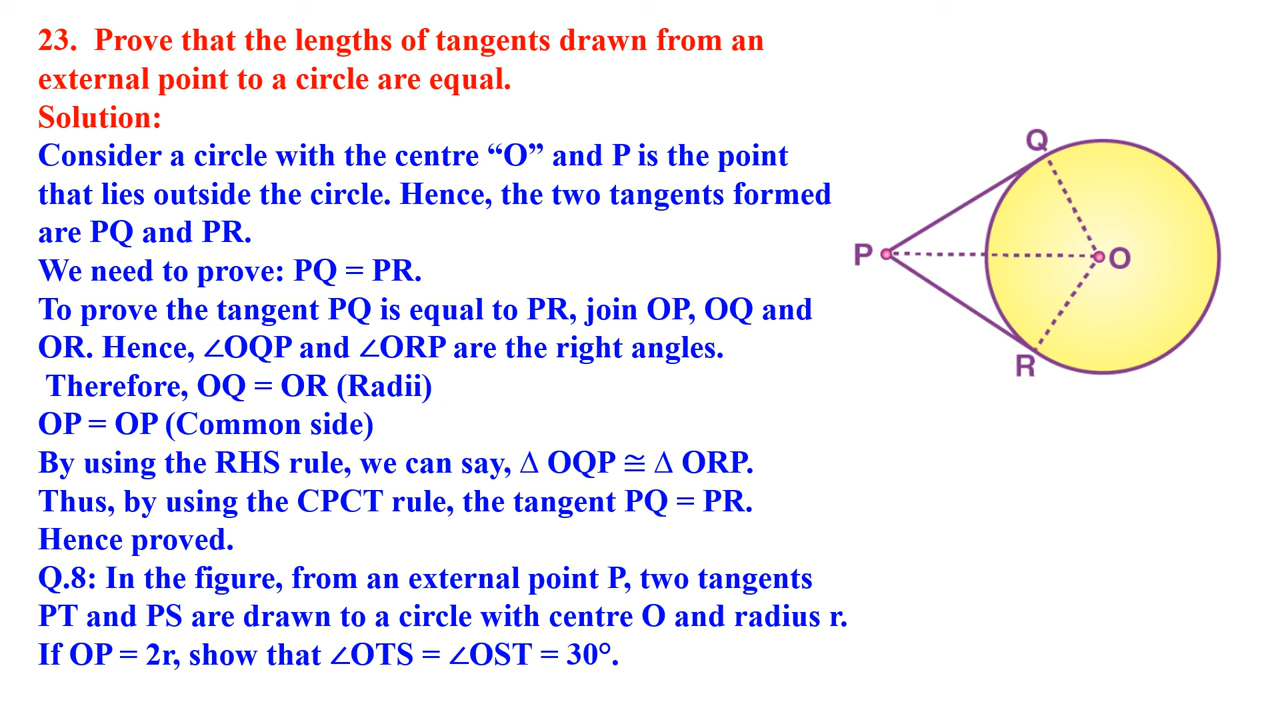 23.  Prove that the lengths of tangents drawn from an
external point to a circle are equal.
Solution:
Consider a circle with the centre “O” and P is the point
that lies outside the circle. Hence, the two tangents formed
are PQ and PR.
We need to prove: PQ = PR.
To prove the tangent PQ is equal to PR, join OP, OQ and
OR. Hence, ∠OQP and ∠ORP are the right angles.
Therefore, OQ = OR (Radii)
OP = OP (Common side)
By using the RHS rule, we can say, ∆ OQP ≅ ∆ ORP.
Thus, by using the CPCT rule, the tangent PQ = PR.
Hence proved.
Q.8: In the figure, from an external point P, two tangents
PT and PS are drawn to a circle with centre O and radius r.
If OP = 2r, show that ∠OTS = ∠OST = 30°.
Q
P
O
R